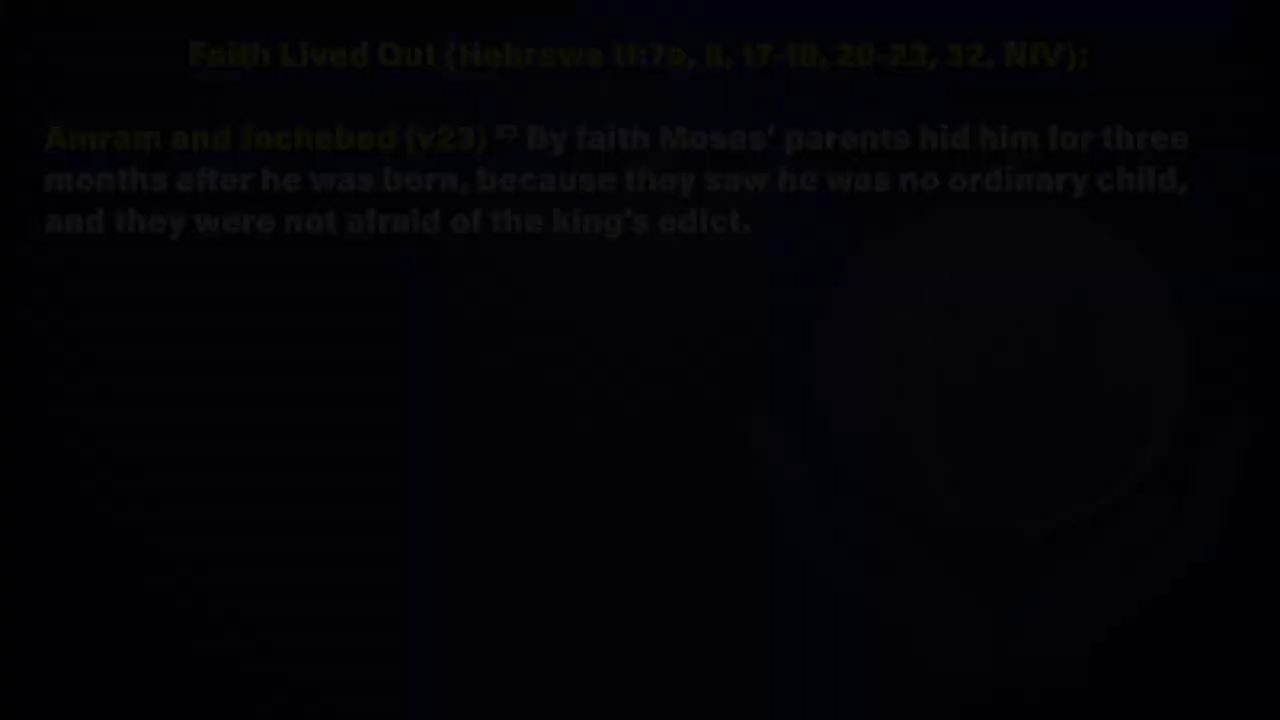 Faith Lived Out (Hebrews 11:7a, 8, 17-18, 20-23, 32, NIV):
Amram and Jochebed (v23) ²³ By faith Moses' parents hid him for three
months after he was born, because they saw he was no ordinary child,
and they were not afraid of the king's edict.